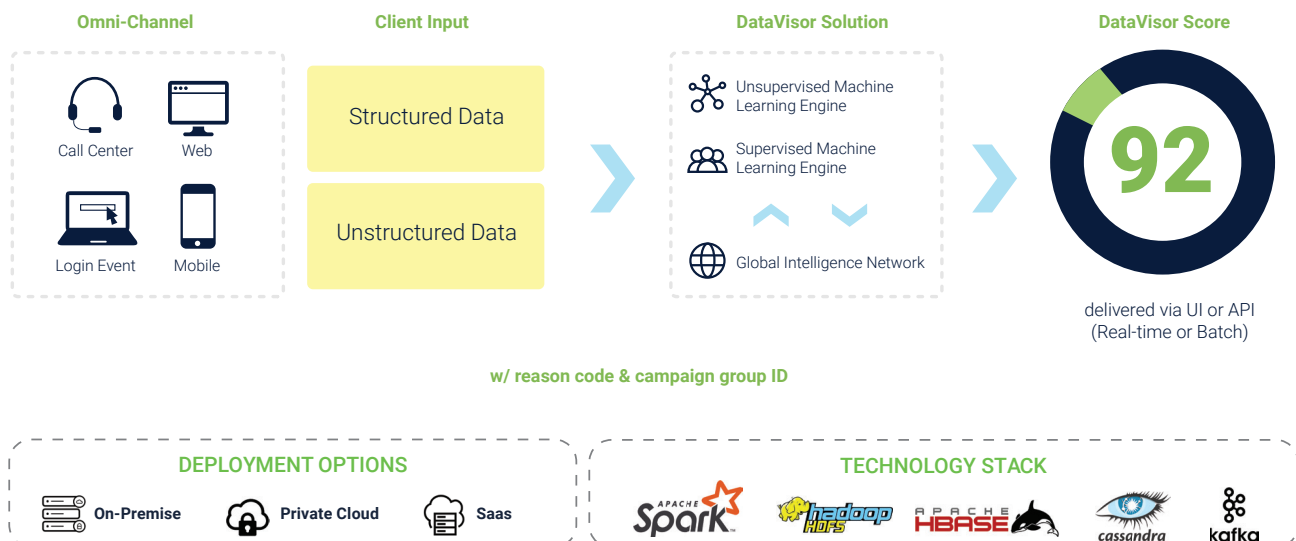 Omni-Channel
Call Center
Web
Login Event
Mobile
Client Input
Structured Data
Unstructured Data
DataVisor Solution
Unsupervised Machine
Learning Engine
Supervised Machine
Learning Engine
Global Intelligence Network
DataVisor Score
92
delivered via UI or API
(Real-time or Batch)
w/ reason code & campaign group ID
DEPLOYMENT OPTIONS
On-Premise
Private Cloud
Saas
TECHNOLOGY STACK
APACHE
Spark™
hadoop
HDFS
APACHE
HBASE
cassandra
kafka